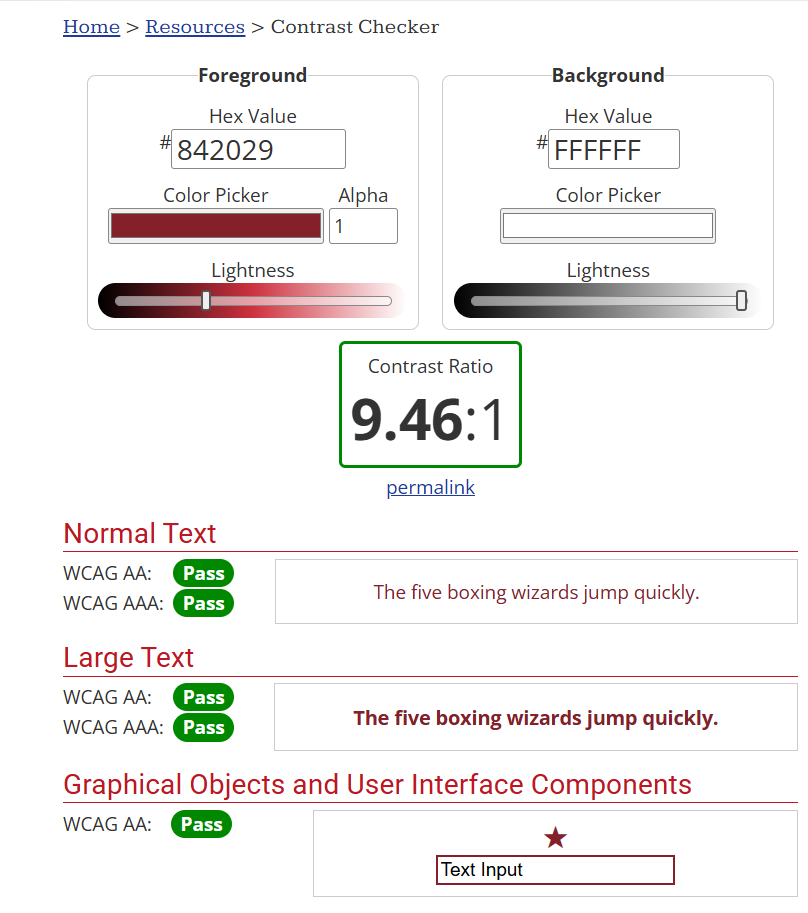 Home > Resources > Contrast Checker
Foreground
Hex Value
#842029
Color Picker Alpha
1
Lightness
Background
Hex Value
#FFFFFF
Color Picker
Lightness
Contrast Ratio
9.46:1
permalink
Normal Text
WCAG AA: Pass
WCAG AAA: Pass
The five boxing wizards jump quickly.
Large Text
WCAG AA: Pass
WCAG AAA: Pass
The five boxing wizards jump quickly.
Graphical Objects and User Interface Components
WCAG AA: Pass
Text Input